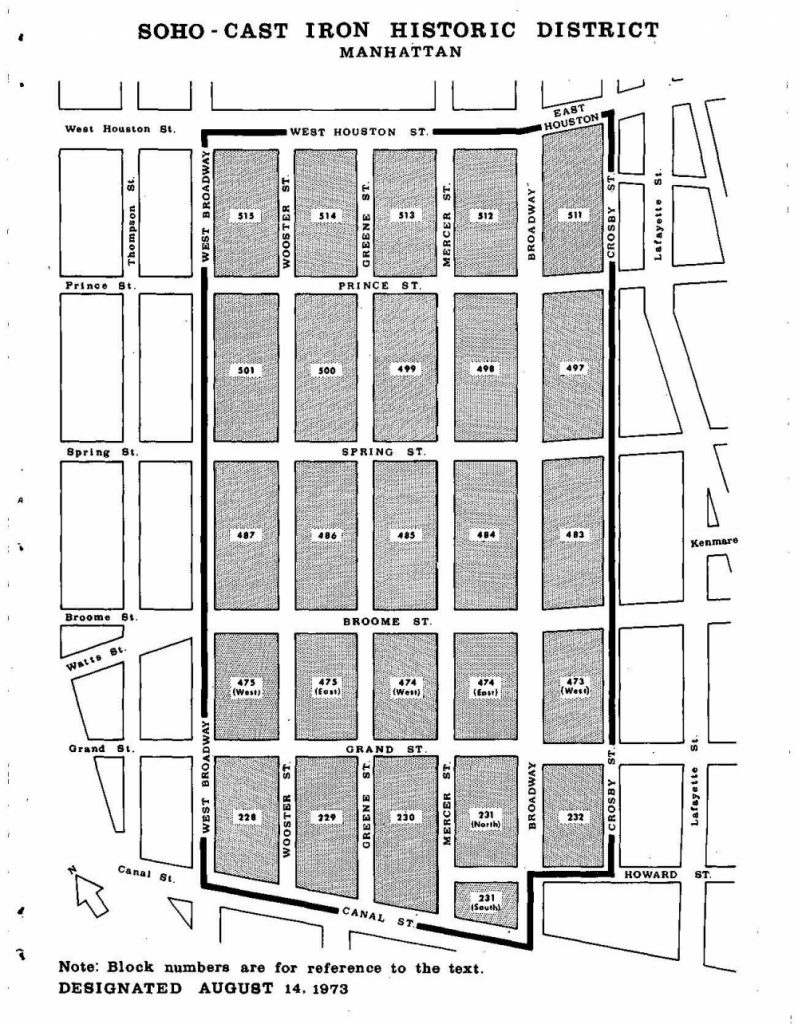 SOHO - CAST IRON HISTORIC DISTRICT
MANHATTAN
EAST
HOUSTON
West Houston St.
WEST HOUSTON ST.
Thompson St.
WEST BROADWAY
WOOSTER ST.
GREENE ST.
MERCER ST.
BROADWAY
CROSBY ST.
Lafayette St.
515
514
513
512
511
Prince St.
PRINCE ST.
501
500
499
498
497
Spring St.
SPRING ST.
487
486
485
484
483
Kenmare
Broome St.
BROOME ST.
Watts St.
475
(West)
475
(East)
474
(West)
474
(East)
473
(West)
Grand St.
GRAND ST.
WEST BROADWAY
WOOSTER ST.
GREENE ST.
MERCER ST.
BROADWAY
CROSBY ST.
Lafayette St.
228
229
230
231
(North)
232
Canal St.
HOWARD ST.
N
231
(South)
CANAL ST.
Note: Block numbers are for reference to the text.
DESIGNATED AUGUST 14, 1973